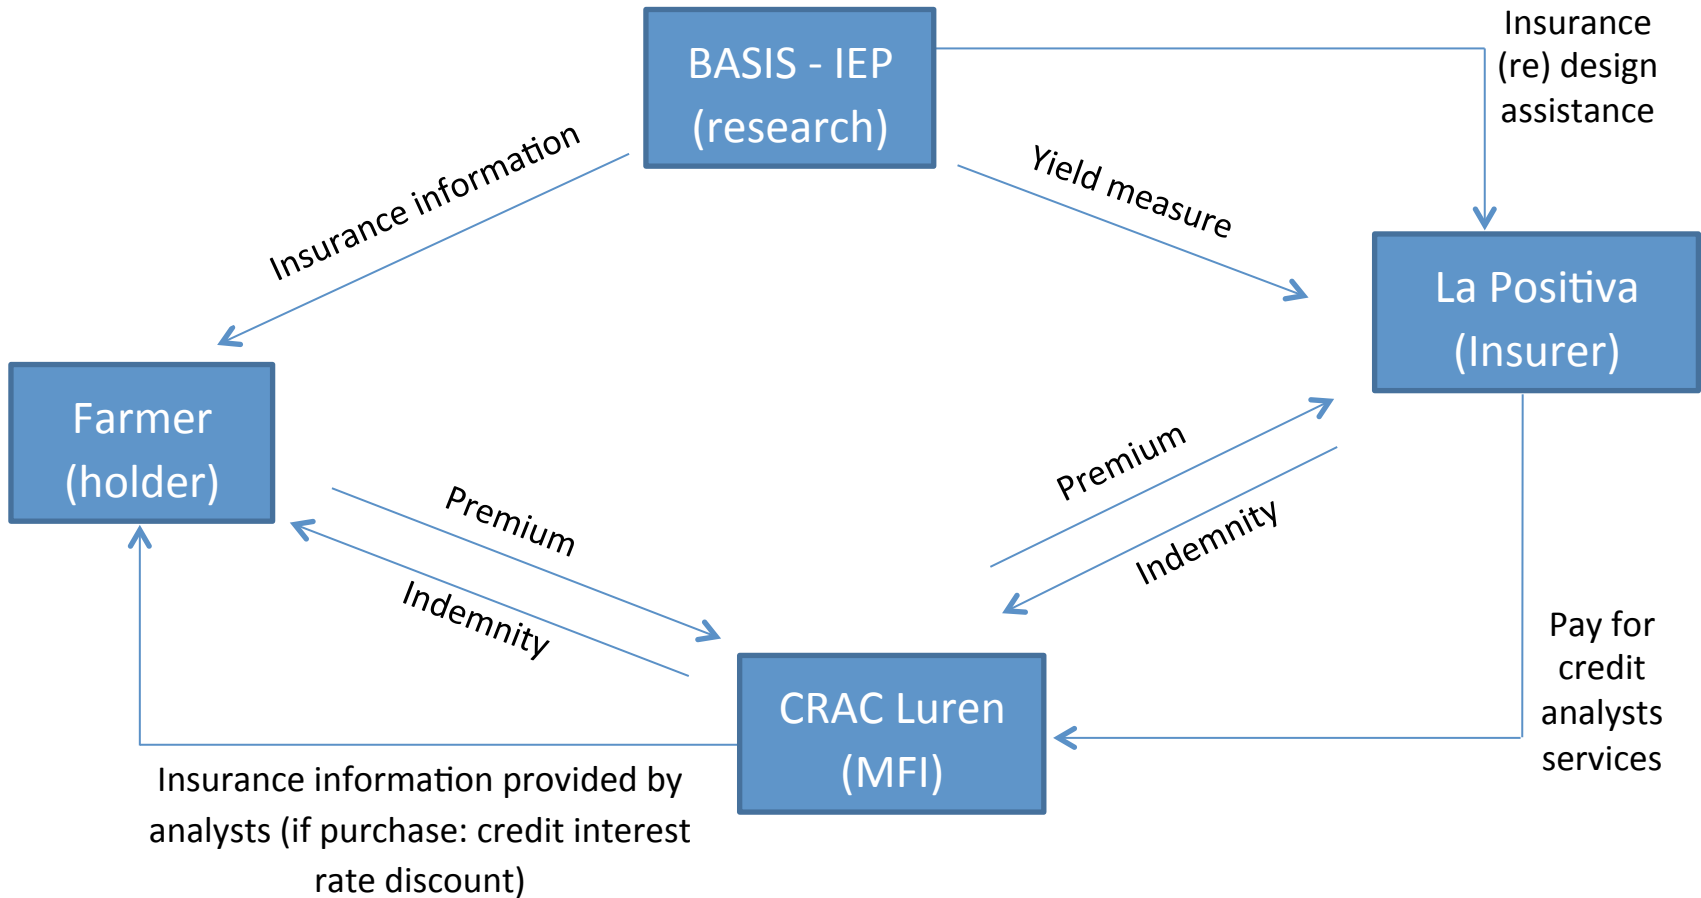 BASIS - IEP
(research)
Insurance
(re) design
assistance
Insurance information
Yield measure
La Positiva
(Insurer)
Farmer
(holder)
Premium
Indemnity
Premium
Indemnity
CRAC Luren
(MFI)
Pay for
credit
analysts
services
Insurance information provided by
analysts (if purchase: credit interest
rate discount)